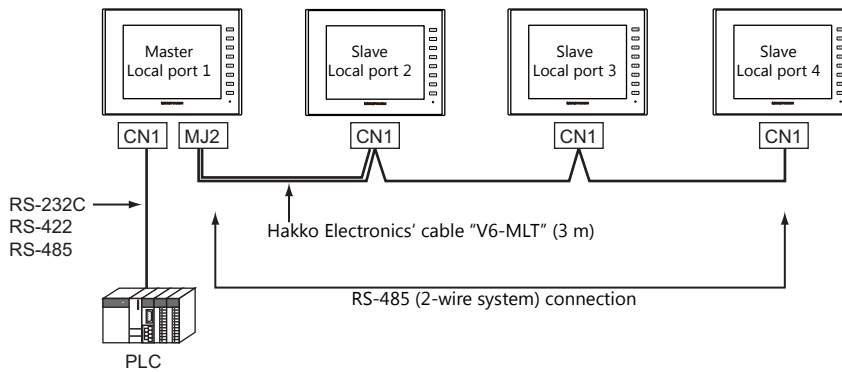 Master
Local port 1
Slave
Local port 2
Slave
Local port 3
Slave
Local port 4
CN1
MJ2
CN1
CN1
CN1
RS-232C
RS-422
RS-485
Hakko Electronics' cable "V6-MLT" (3 m)
RS-485 (2-wire system) connection
PLC